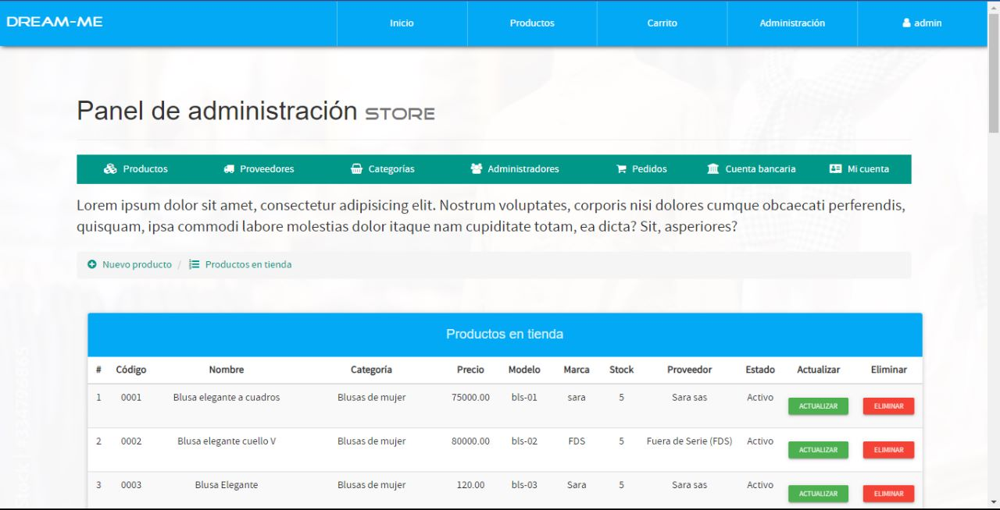 DREAM-ME Inicio Productos Carrito Administración admin
Panel de administración STORE
Productos Proveedores Categorías Administradores Pedidos Cuenta bancaria Mi cuenta
Lorem ipsum dolor sit amet, consectetur adipisicing elit. Nostrum voluptates, corporis nisi dolores cumque obcaecati perferendis,
quisquam, ipsa commodi labore molestias dolor itaque nam cupiditate totam, ea dicta? Sit, asperiores?
Nuevo producto / Productos en tienda
Productos en tienda
# Código Nombre Categoría Precio Modelo Marca Stock Proveedor Estado Actualizar Eliminar
1 0001 Blusa elegante a cuadros Blusas de mujer 75000.00 bls-01 sara 5 Sara sas Activo ACTUALIZAR ELIMINAR
2 0002 Blusa elegante cuello V Blusas de mujer 80000.00 bls-02 FDS 5 Fuera de Serie (FDS) Activo ACTUALIZAR ELIMINAR
3 0003 Blusa Elegante Blusas de mujer 120.00 bls-03 Sara 5 Sara sas Activo ACTUALIZAR ELIMINAR
Stock | #334796865